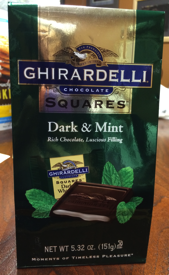 GHIRARDELLI
CHOCOLATE
SQUARES
Dark & Mint
Rich Chocolate, Luscious Filling
GHIRARDELLI
SQUARES
NET WT 5.32 OZ. (151g)
MOMENTS OF TIMELESS PLEASURE